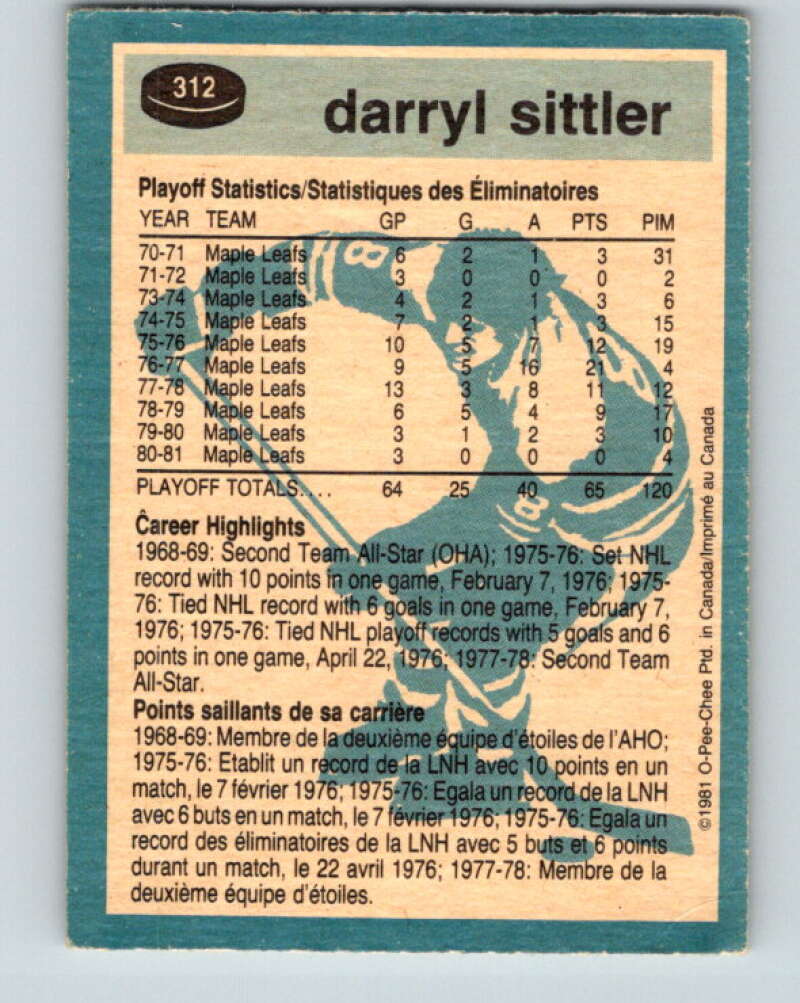 312
darryl sittler
Playoff Statistics/Statistiques des Éliminatoires
YEAR TEAM GP G A PTS PIM
70-71 Maple Leafs 6 2 1 3 31
71-72 Maple Leafs 3 0 0 0 2
73-74 Maple Leafs 4 2 1 3 6
74-75 Maple Leafs 7 2 1 3 15
75-76 Maple Leafs 10 5 7 12 19
76-77 Maple Leafs 9 5 16 21 4
77-78 Maple Leafs 13 3 8 11 12
78-79 Maple Leafs 6 5 4 9 17
79-80 Maple Leafs 3 1 2 3 10
80-81 Maple Leafs 3 0 0 0 4
PLAYOFF TOTALS.... 64 25 40 65 120
Career Highlights
1968-69: Second Team All-Star (OHA); 1975-76: Set NHL
record with 10 points in one game, February 7, 1976; 1975-
76: Tied NHL record with 6 goals in one game, February 7,
1976; 1975-76: Tied NHL playoff records with 5 goals and 6
points in one game, April 22, 1976; 1977-78: Second Team
All-Star.
Points saillants de sa carrière
1968-69: Membre de la deuxième équipe d'étoiles de l'AHO;
1975-76: Etablit un record de la LNH avec 10 points en un
match, le 7 février 1976; 1975-76: Egala un record de la LNH
avec 6 buts en un match, le 7 février 1976; 1975-76: Egala un
record des éliminatoires de la LNH avec 5 buts et 6 points
durant un match, le 22 avril 1976; 1977-78: Membre de la
deuxième équipe d'étoiles.
©1981 O-Pee-Chee Ptd. in Canada/Imprimé au Canada
8
8